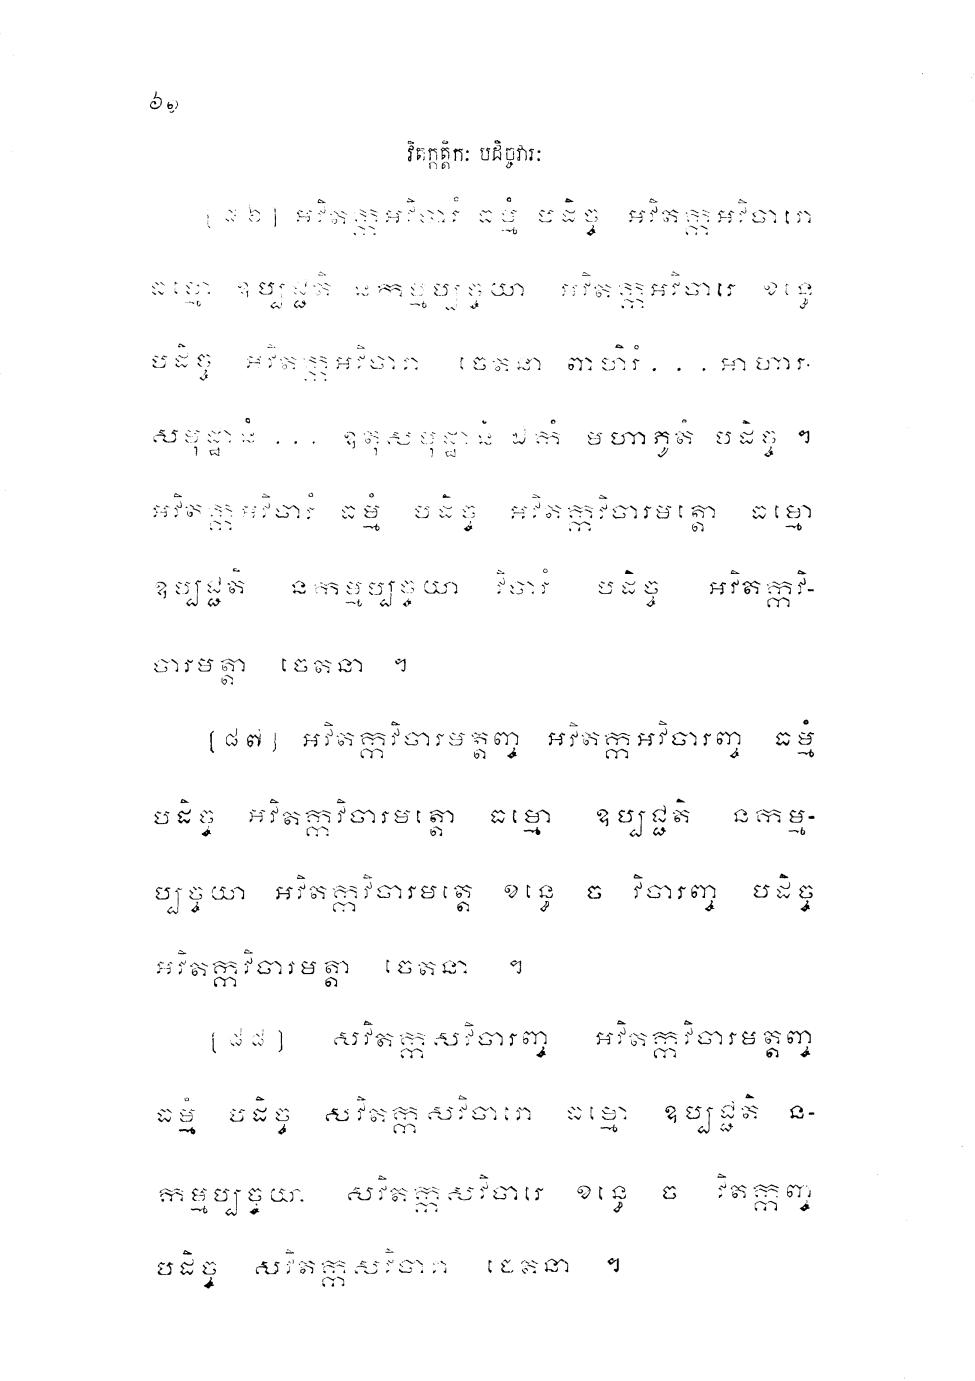 ៦២
វិតក្កត្តិកៈ បដិច្ចវារៈ
[៨៦] អវិតក្កអវិចារំ ធម្មំ បដិច្ច អវិតក្កអវិចារោ
ធម្មោ ឧប្បជ្ជតិ នកម្មប្បច្ចយា អវិតក្កអវិចារេ ខន្ធេ
បដិច្ច អវិតក្កអវិចារា ចេតនា ពាហិរំ... អាហារ-
សមុដ្ឋានំ ... ឧតុសមុដ្ឋានំ ឯកំ មហាភូតំ បដិច្ច ។
អវិតក្កអវិចារំ ធម្មំ បដិច្ច អវិតក្កវិចារមត្តោ ធម្មោ
ឧប្បជ្ជតិ នកម្មប្បច្ចយា វិចារំ បដិច្ច អវិតក្កវិ-
ចារមត្តា ចេតនា ។
[៨៧] អវិតក្កវិចារមត្តញ្ច អវិតក្កអវិចារញ្ច ធម្មំ
បដិច្ច អវិតក្កវិចារមត្តោ ធម្មោ ឧប្បជ្ជតិ នកម្ម-
ប្បច្ចយា អវិតក្កវិចារមត្តេ ខន្ធេ ច វិចារញ្ច បដិច្ច
អវិតក្កវិចារមត្តា ចេតនា ។
[៨៨] សវិតក្កសវិចារញ្ច អវិតក្កវិចារមត្តញ្ច
ធម្មំ បដិច្ច សវិតក្កសវិចារោ ធម្មោ ឧប្បជ្ជតិ ន-
កម្មប្បច្ចយា សវិតក្កសវិចារេ ខន្ធេ ច វិតក្កញ្ច
បដិច្ច សវិតក្កសវិចារា ចេតនា ។